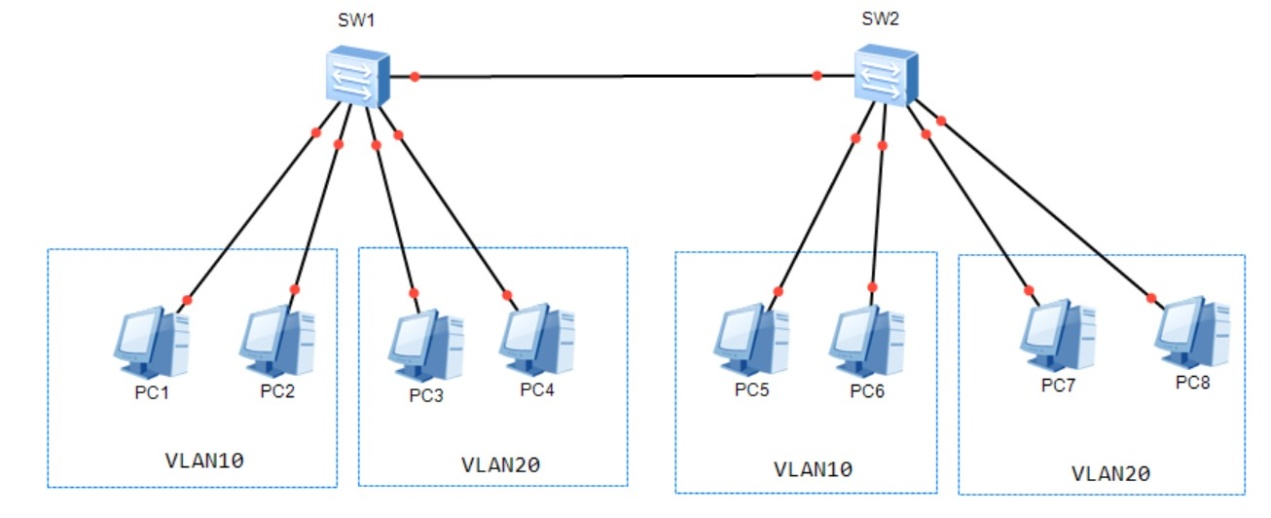 SW1
SW2
PC1
PC2
PC3
PC4
PC5
PC6
PC7
PC8
VLAN10
VLAN20
VLAN10
VLAN20